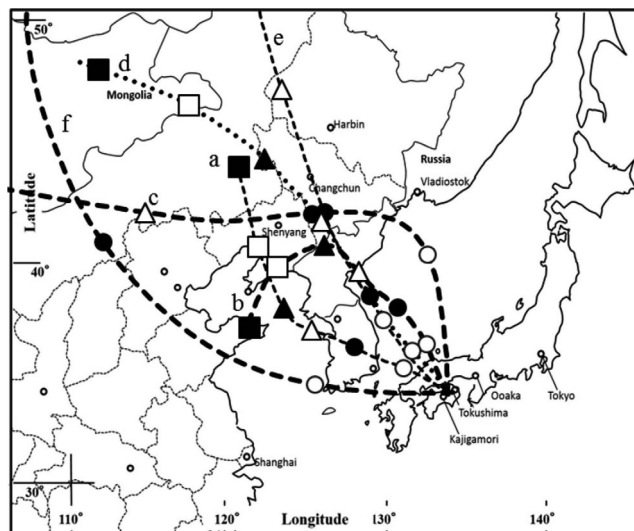 50°
e
d
Mongolia
f
Harbin
a
Russia
Vladiostok
Changchun
Latitude
c
Shenyang
40
b
Tokyo
Ooaka
Tokushima
Kajigamori
Shanghai
30°
110°
120°
Longitude
130°
140°